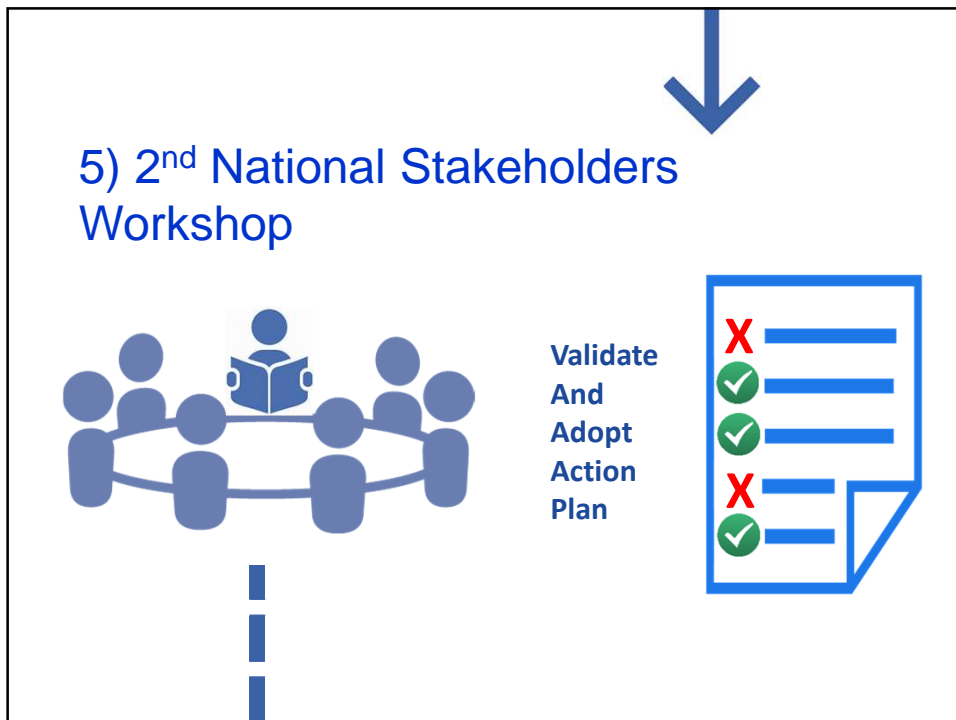 5) 2nd National Stakeholders
Workshop
Validate
And
Adopt
Action
Plan
X
X